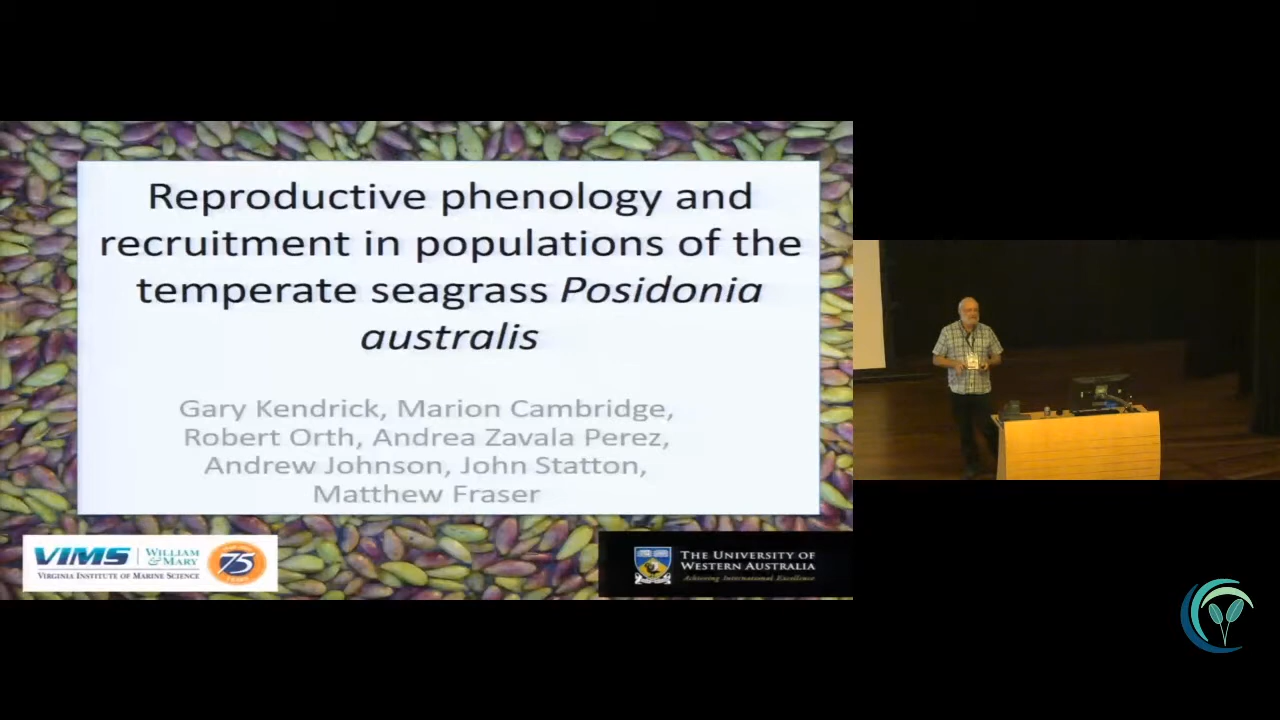 Reproductive phenology and
recruitment in populations of the
temperate seagrass Posidonia
australis
Gary Kendrick, Marion Cambridge,
Robert Orth, Andrea Zavala Perez,
Andrew Johnson, John Statton,
Matthew Fraser
VIMS
WILLIAM
& MARY
VIRGINIA INSTITUTE OF MARINE SCIENCE
75
THE UNIVERSITY OF
WESTERN AUSTRALIA
Achieving International Excellence